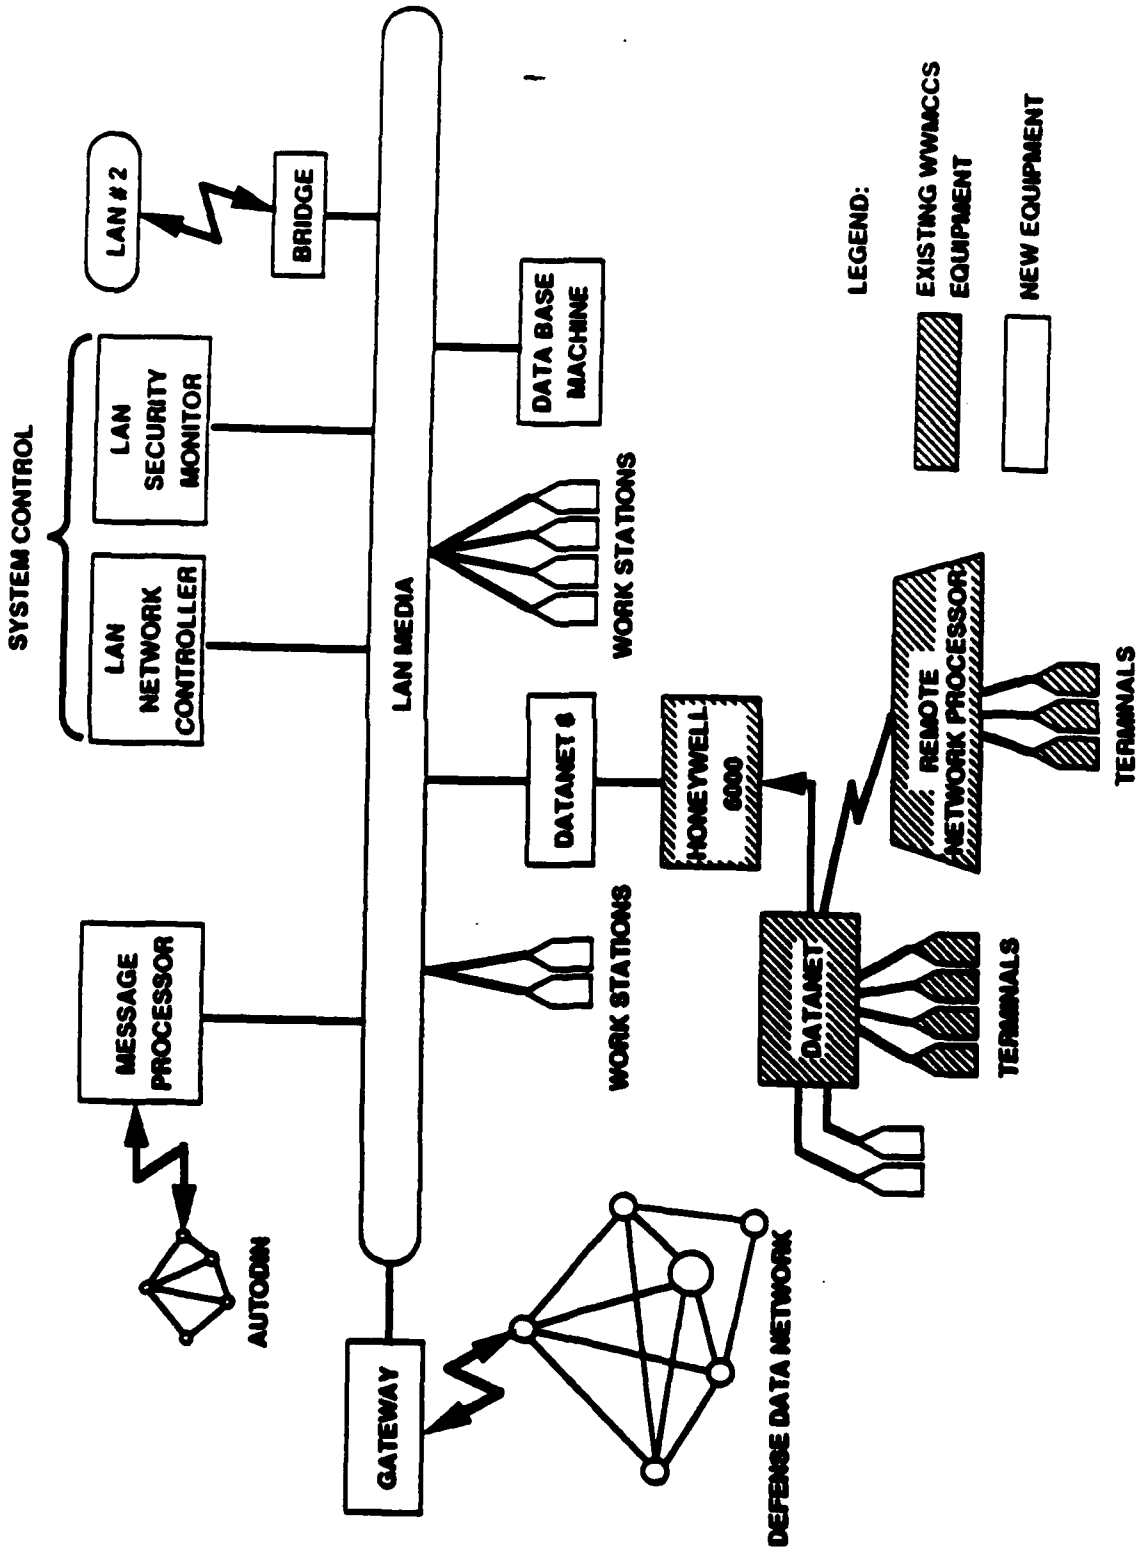 SYSTEM CONTROL
LAN
NETWORK
CONTROLLER
LAN
SECURITY
MONITOR
LAN # 2
BRIDGE
MESSAGE
PROCESSOR
AUTODIN
GATEWAY
LAN MEDIA
DATA BASE
MACHINE
WORK STATIONS
WORK STATIONS
DATANET 8
HONEYWELL
6000
DATANET
TERMINALS
REMOTE
NETWORK PROCESSOR
TERMINALS
DEFENSE DATA NETWORK
LEGEND:
EXISTING WWMCCS
EQUIPMENT
NEW EQUIPMENT